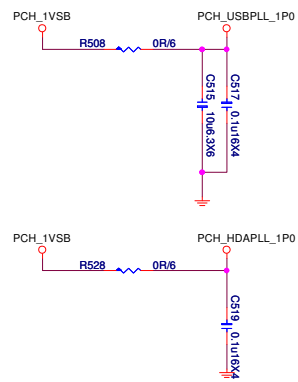 PCH_1VSB
PCH_USBPLL_1P0
R508
0R/6
C515
10u6.3X6
C517
0.1u16X4
PCH_1VSB
PCH_HDAPLL_1P0
R528
0R/6
C519
0.1u16X4